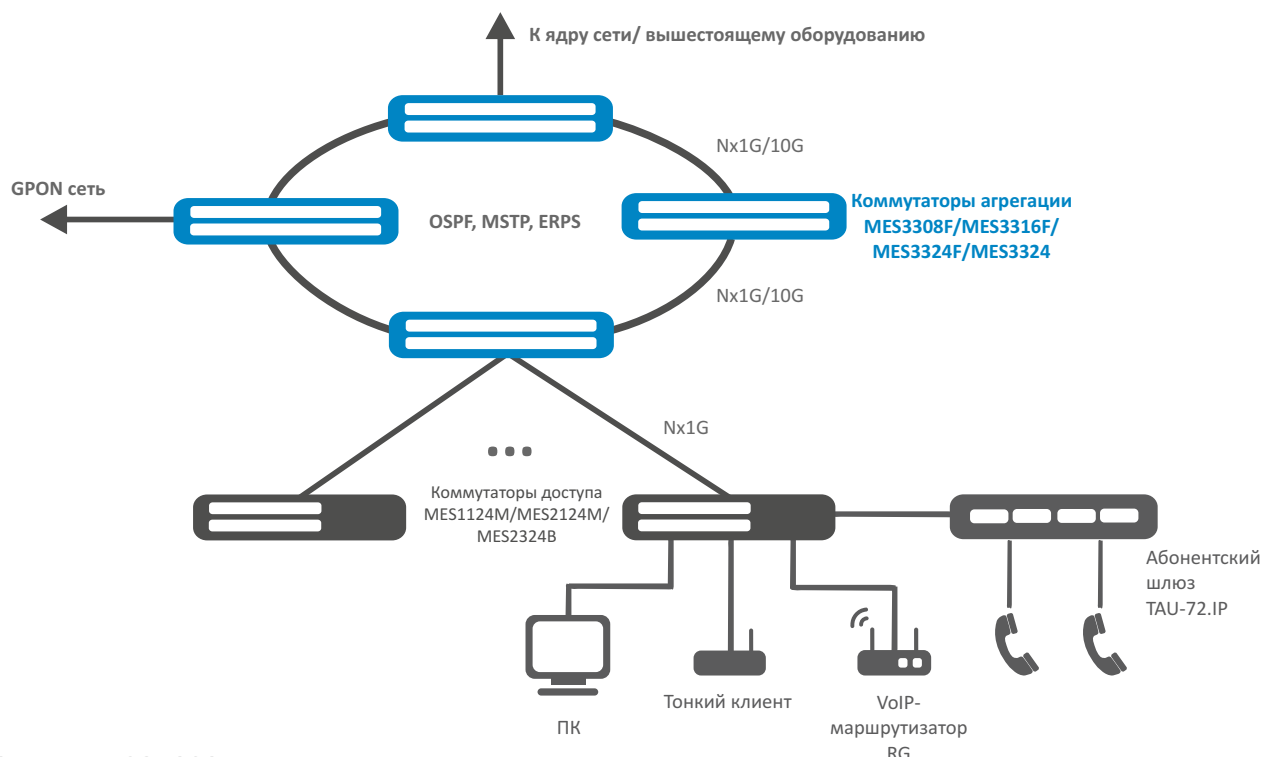 К ядру сети/ вышестоящему оборудованию
Nx1G/10G
GPON сеть
OSPF, MSTP, ERPS
Коммутаторы агрегации
MES3308F/MES3316F/
MES3324F/MES3324
Nx1G/10G
Nx1G
Коммутаторы доступа
MES1124M/MES2124M/
MES2324B
Абонентский
шлюз
TAU-72.IP
ПК
Тонкий клиент
VoIP-
маршрутизатор
RG